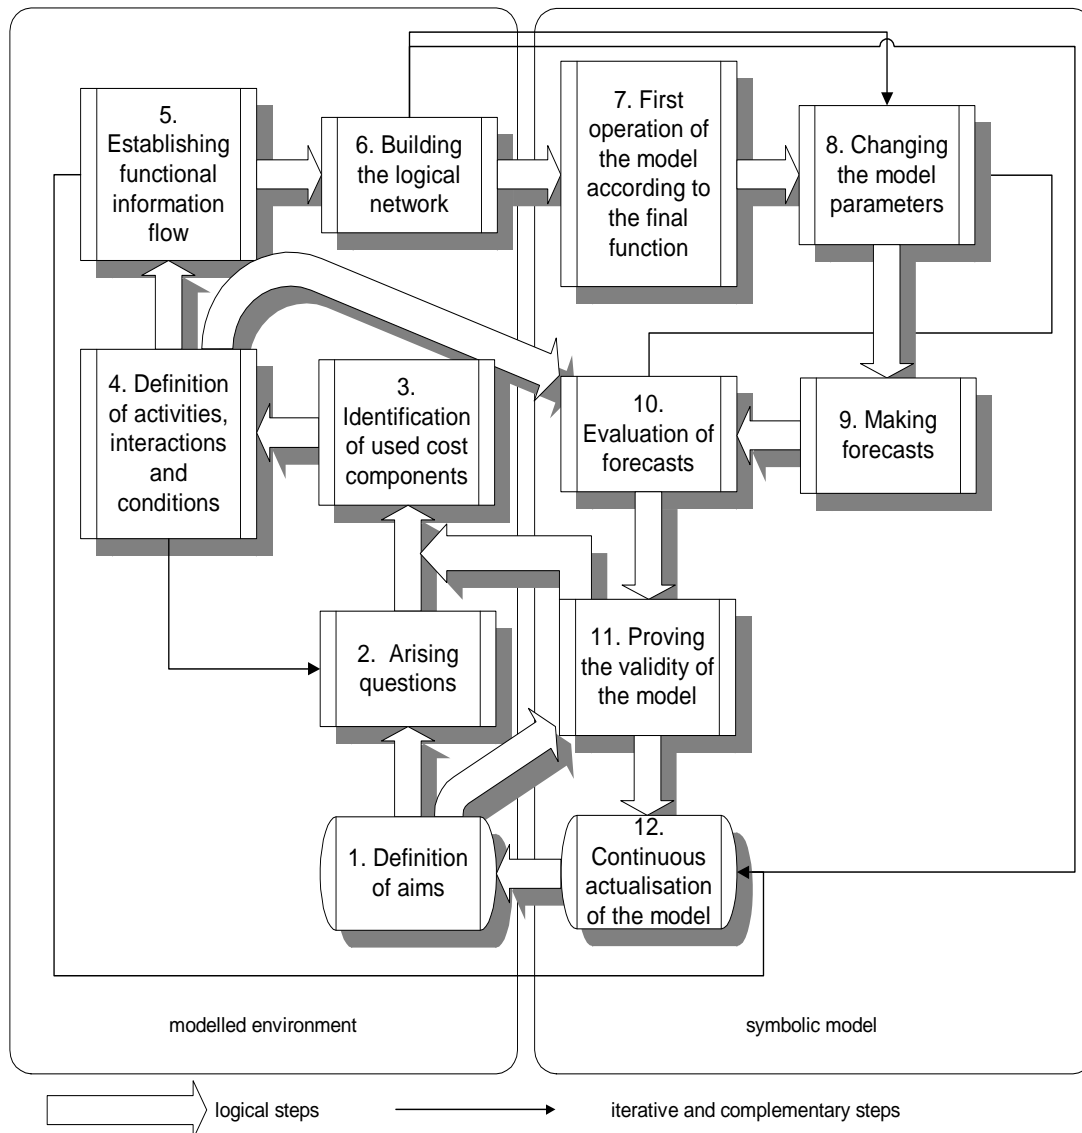 5.
Establishing
functional
information
flow
6. Building
the logical
network
7. First
operation of
the model
according to
the final
function
8. Changing
the model
parameters
4. Definition
of activities,
interactions
and
conditions
3.
Identification
of used cost
components
10.
Evaluation of
forecasts
9. Making
forecasts
2. Arising
questions
11. Proving
the validity of
the model
1. Definition
of aims
12.
Continuous
actualisation
of the model
modelled environment
symbolic model
logical steps
iterative and complementary steps